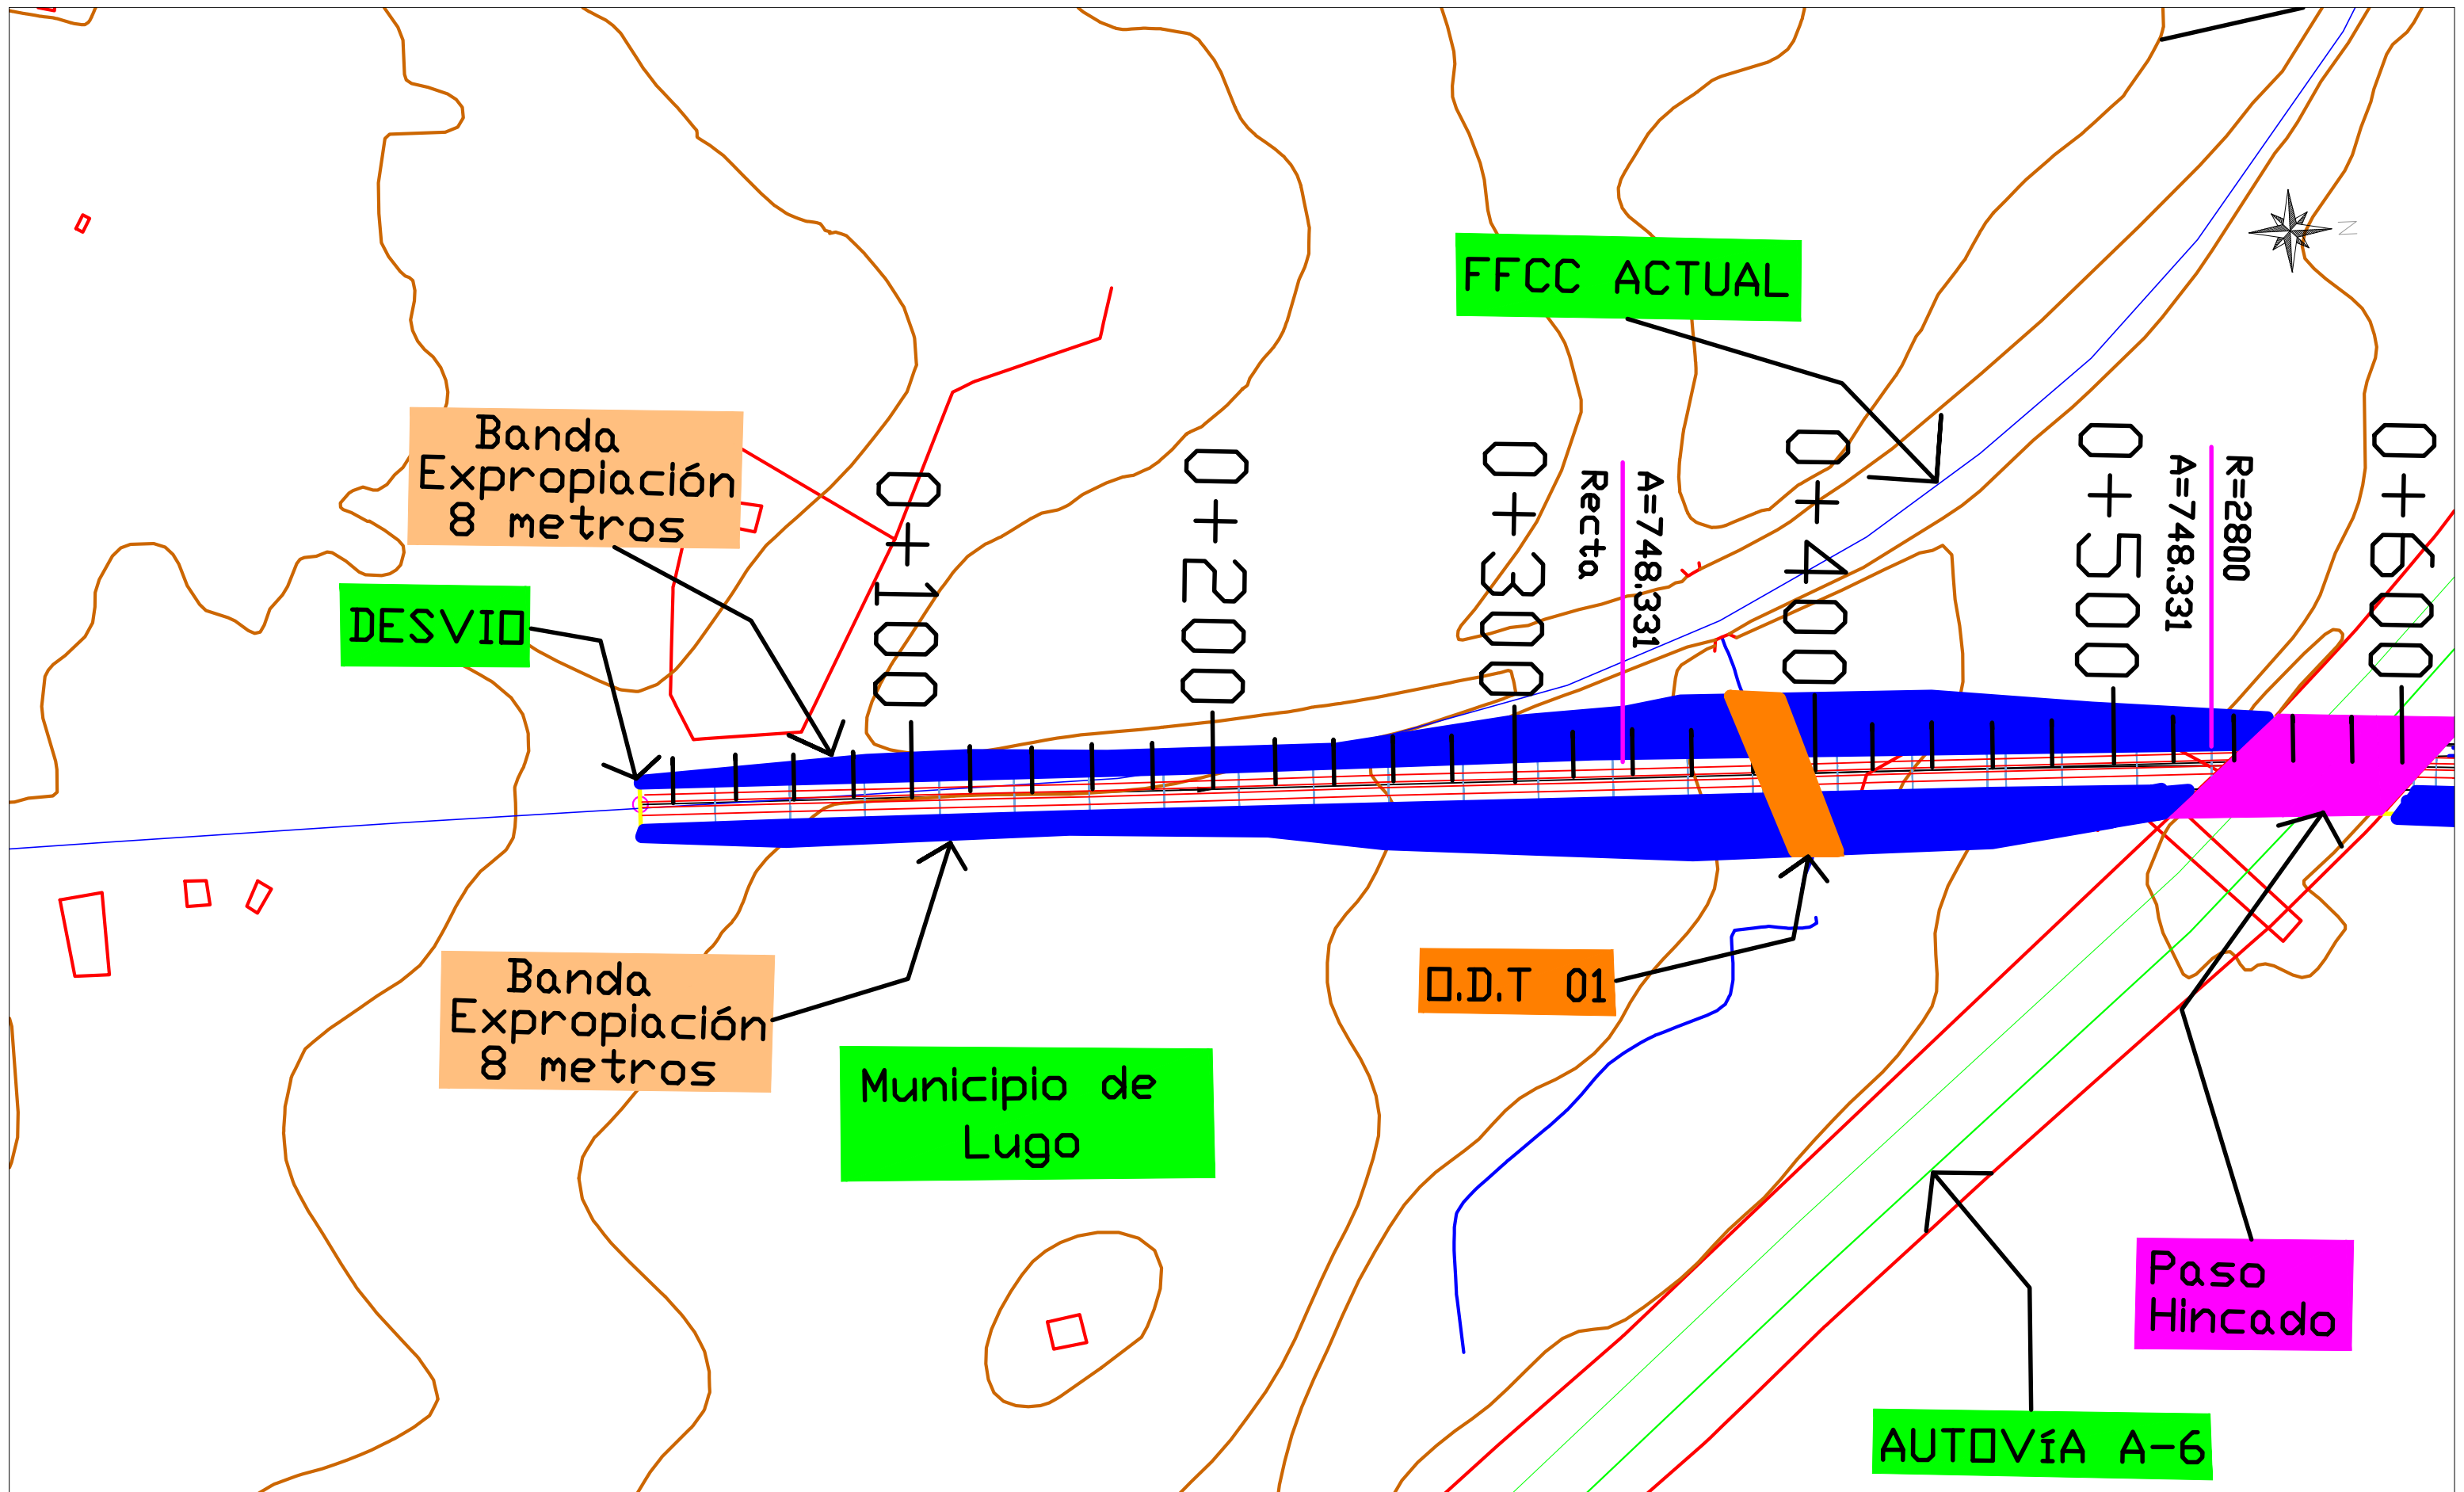 FFCC ACTUAL
N
Banda
Expropiación
8 metros
DESVIO
0+100
0+200
0+300
Recta
A=748.331
0+400
0+500
A=748.331
R=2800
0+600
Banda
Expropiación
8 metros
O.D.T 01
Municipio de
Lugo
Paso
Hincado
AUTOVíA A-6